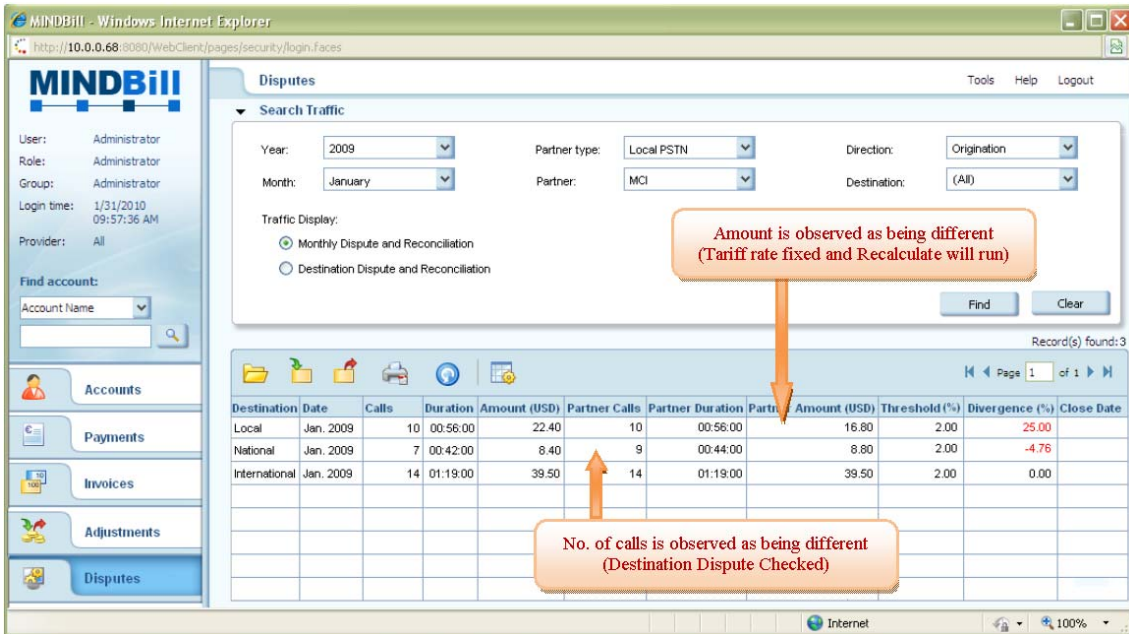 MINDBill - Windows Internet Explorer
http://10.0.0.68:8080/WebClient/pages/security/login.faces
MINDBill
User: Administrator
Role: Administrator
Group: Administrator
Login time: 1/31/2010
09:57:36 AM
Provider: All
Find account:
Account Name
Accounts
Payments
Invoices
Adjustments
Disputes
Disputes Tools Help Logout
Search Traffic
Year: 2009 Partner type: Local PSTN Direction: Origination
Month: January Partner: MCI Destination: (All)
Traffic Display:
Monthly Dispute and Reconciliation
Destination Dispute and Reconciliation
Amount is observed as being different
(Tariff rate fixed and Recalculate will run)
Find Clear
Record(s) found:3
Page 1 of 1
Destination Date Calls Duration Amount (USD) Partner Calls Partner Duration Partner Amount (USD) Threshold (%) Divergence (%) Close Date
Local Jan. 2009 10 00:56:00 22.40 10 00:56:00 16.80 2.00 25.00
National Jan. 2009 7 00:42:00 8.40 9 00:44:00 8.80 2.00 -4.76
International Jan. 2009 14 01:19:00 39.50 14 01:19:00 39.50 2.00 0.00
No. of calls is observed as being different
(Destination Dispute Checked)
Internet 100%